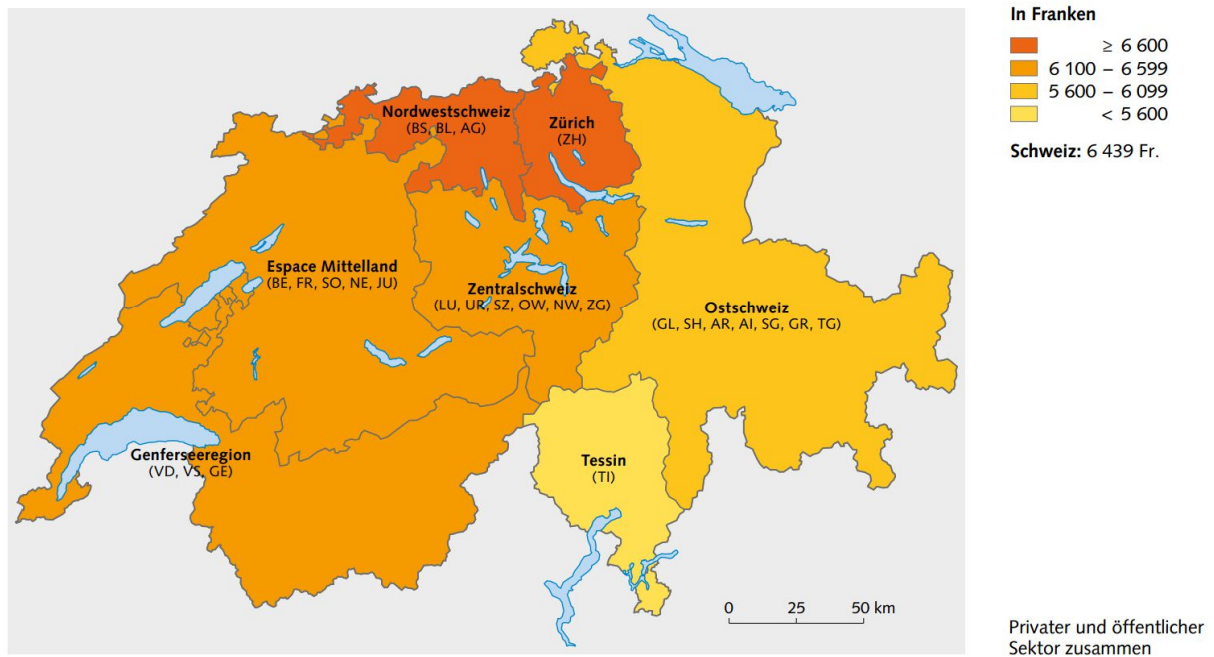 In Franken
≥ 6 600
6 100 – 6 599
5 600 – 6 099
< 5 600
Schweiz: 6 439 Fr.
Nordwestschweiz
(BS, BL, AG)
Zürich
(ZH)
Espace Mittelland
(BE, FR, SO, NE, JU)
Zentralschweiz
(LU, UR, SZ, OW, NW, ZG)
Ostschweiz
(GL, SH, AR, AI, SG, GR, TG)
Genferseeregion
(VD, VS, GE)
Tessin
(TI)
0 25 50 km
Privater und öffentlicher
Sektor zusammen